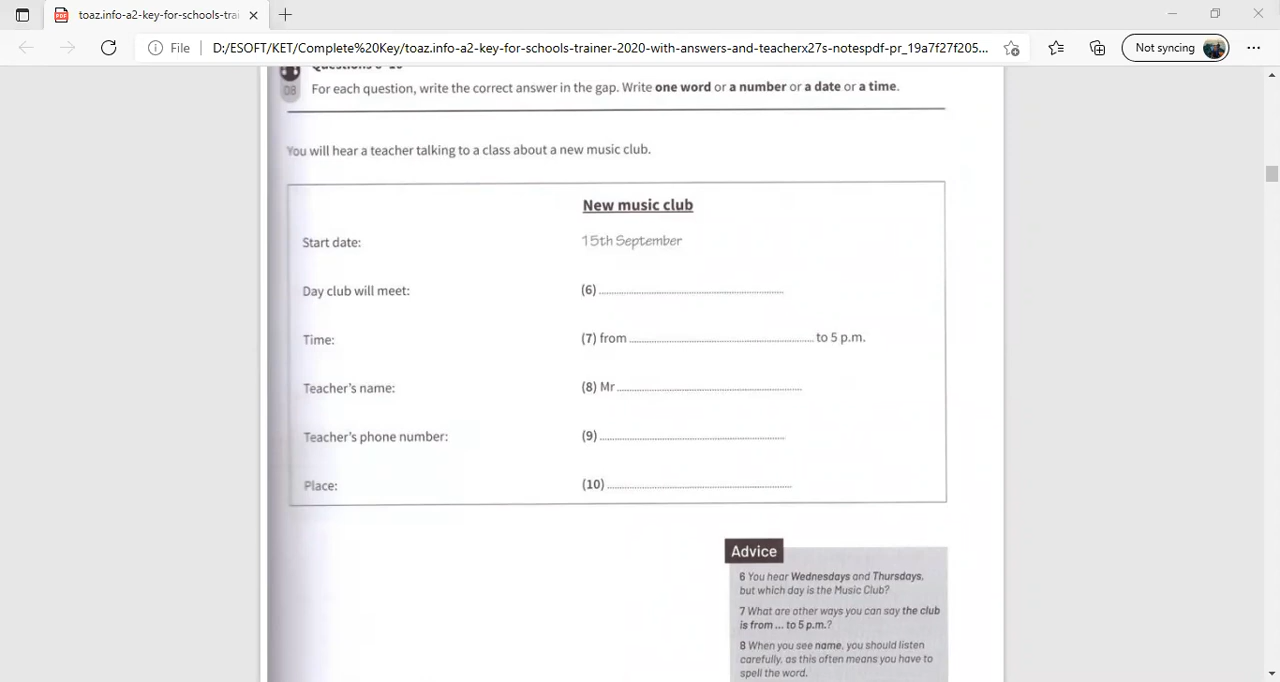 toaz.info-a2-key-for-schools-trai
File
D:/ESOFT/KET/Complete%20Key/toaz.info-a2-key-for-schools-trainer-2020-with-answers-and-teacherx27s-notespdf-pr_19a7f27f205...
Not syncing
08
For each question, write the correct answer in the gap. Write one word or a number or a date or a time.
You will hear a teacher talking to a class about a new music club.
New music club
Start date: 15th September
Day club will meet: (6)
Time: (7) from to 5 p.m.
Teacher's name: (8) Mr
Teacher's phone number: (9)
Place: (10)
Advice
6 You hear Wednesdays and Thursdays,
but which day is the Music Club?
7 What are other ways you can say the club
is from ... to 5 p.m.?
8 When you see name, you should listen
carefully, as this often means you have to
spell the word.